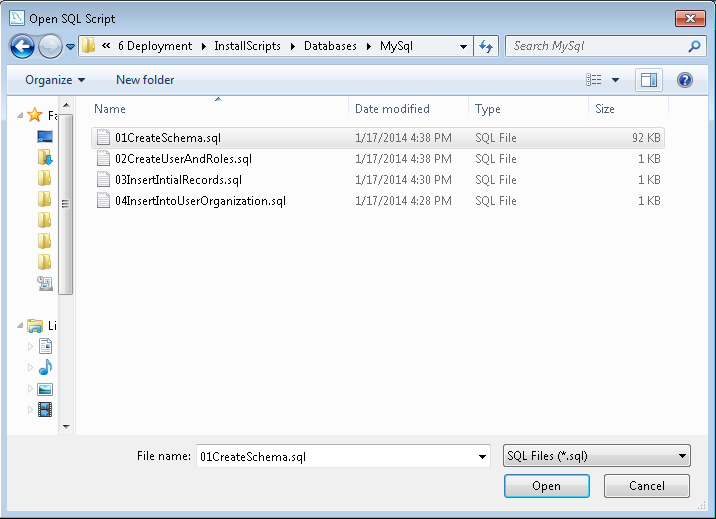 Open SQL Script
« 6 Deployment InstallScripts Databases MySql Search MySql
Organize New folder
Name Date modified Type Size
Fa
01CreateSchema.sql 1/17/2014 4:38 PM SQL File 92 KB
02CreateUserAndRoles.sql 1/17/2014 4:38 PM SQL File 1 KB
03InsertIntialRecords.sql 1/17/2014 4:30 PM SQL File 1 KB
04InsertIntoUserOrganization.sql 1/17/2014 4:28 PM SQL File 1 KB
Li
File name: 01CreateSchema.sql SQL Files (*.sql)
Open Cancel